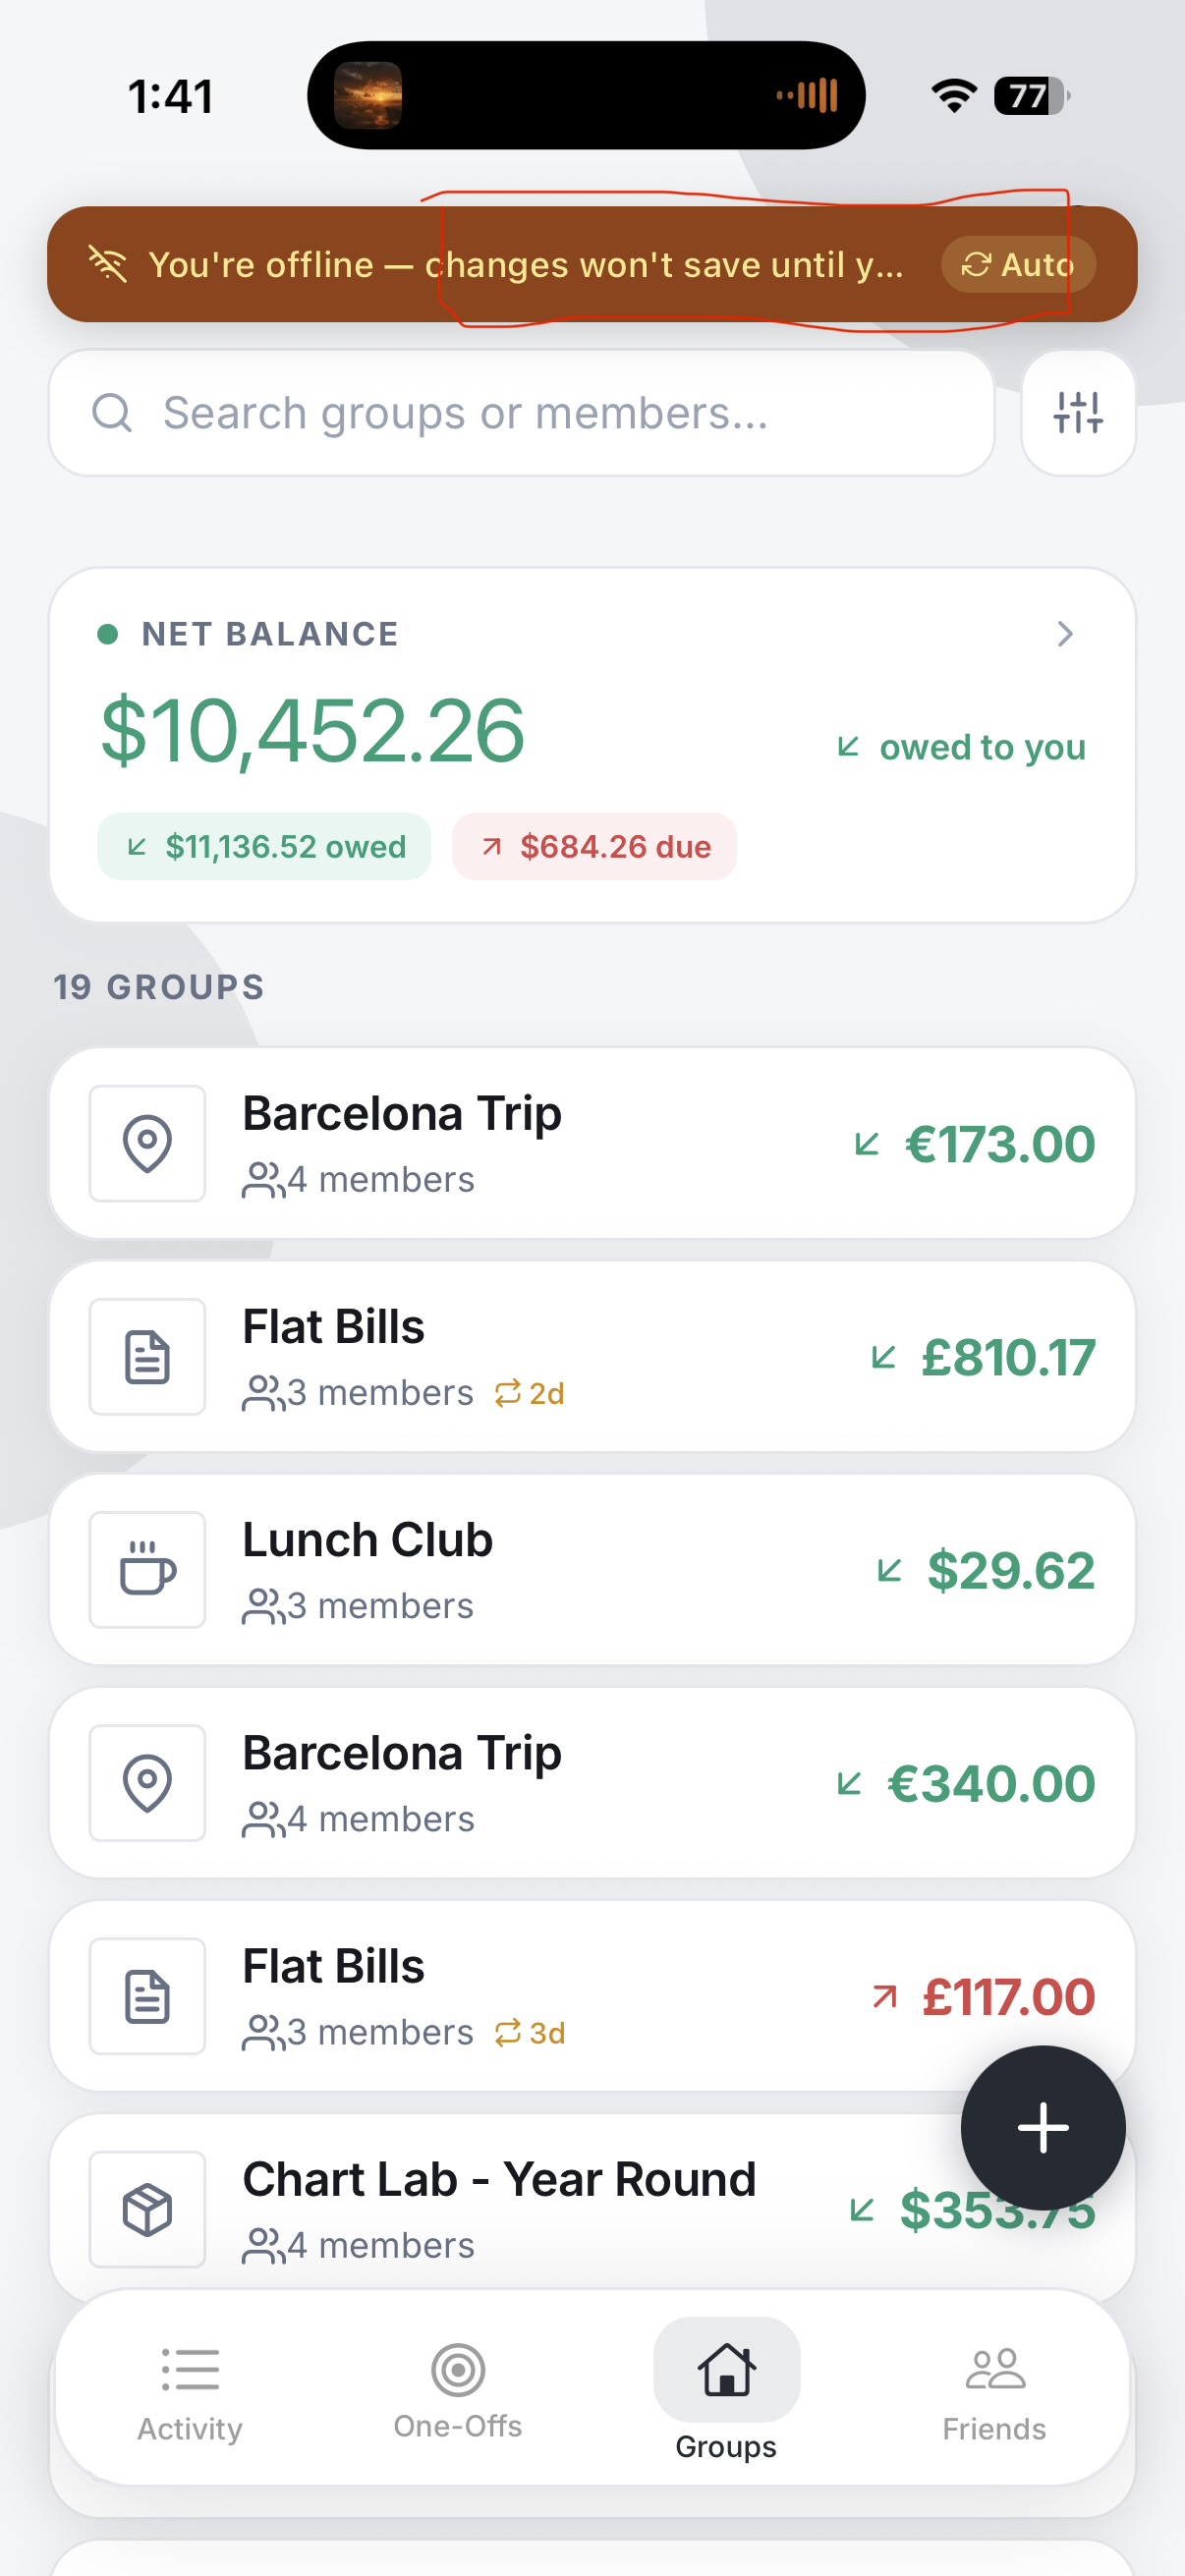 1:41
77
You're offline — changes won't save until y...
Auto
Search groups or members...
NET BALANCE
$10,452.26
owed to you
$11,136.52 owed
$684.26 due
19 GROUPS
Barcelona Trip
€173.00
4 members
Flat Bills
£810.17
3 members 2d
Lunch Club
$29.62
3 members
Barcelona Trip
€340.00
4 members
Flat Bills
£117.00
3 members 3d
Chart Lab - Year Round
$353.75
4 members
Activity
One-Offs
Groups
Friends